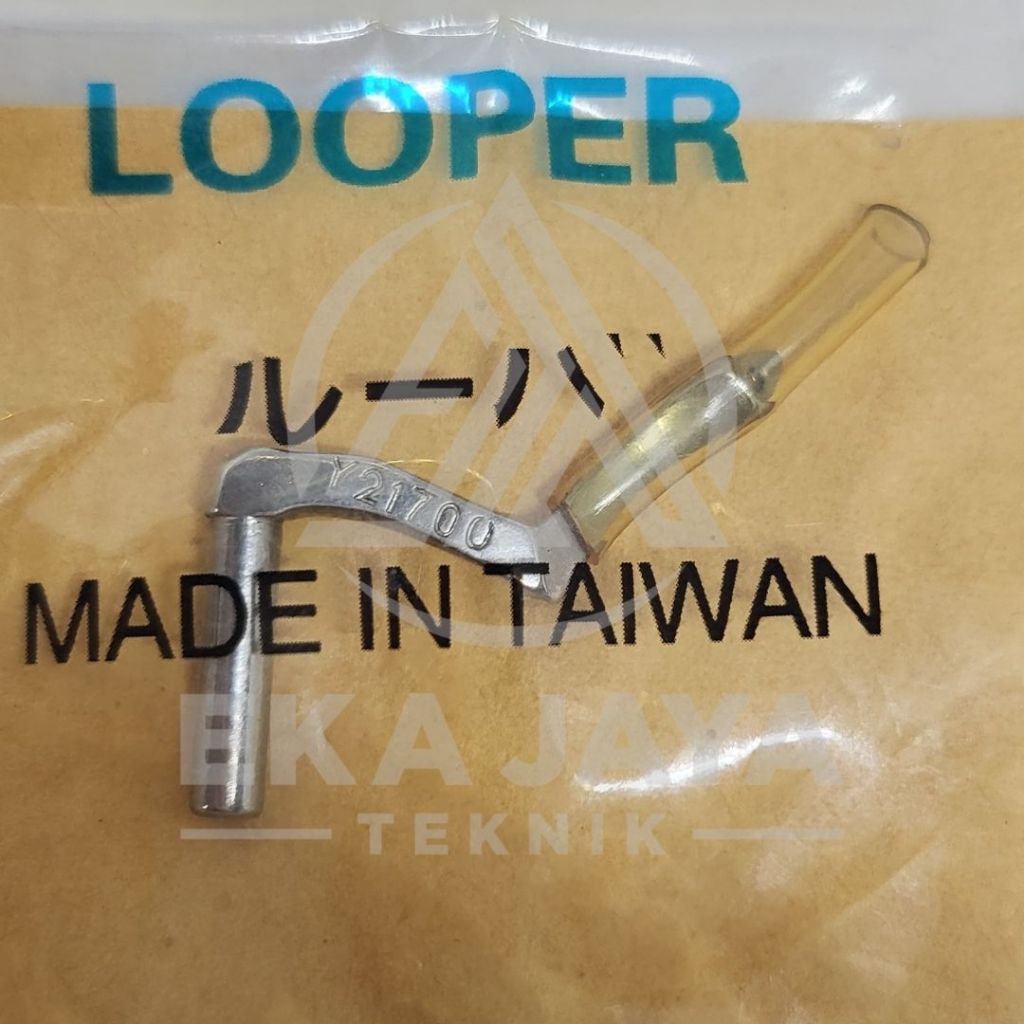 LOOPER
ルーパ
Y21700
MADE IN TAIWAN
EKA JAYA
TEKNIK